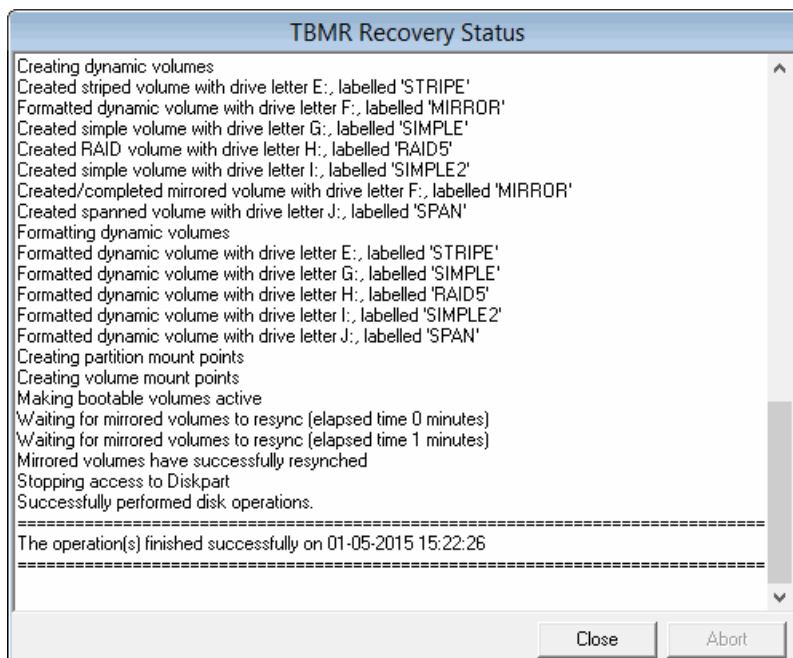 TBMR Recovery Status
Creating dynamic volumes
Created striped volume with drive letter E:, labelled 'STRIPE'
Formatted dynamic volume with drive letter F:, labelled 'MIRROR'
Created simple volume with drive letter G:, labelled 'SIMPLE'
Created RAID volume with drive letter H:, labelled 'RAID5'
Created simple volume with drive letter I:, labelled 'SIMPLE2'
Created/completed mirrored volume with drive letter F:, labelled 'MIRROR'
Created spanned volume with drive letter J:, labelled 'SPAN'
Formatting dynamic volumes
Formatted dynamic volume with drive letter E:, labelled 'STRIPE'
Formatted dynamic volume with drive letter G:, labelled 'SIMPLE'
Formatted dynamic volume with drive letter H:, labelled 'RAID5'
Formatted dynamic volume with drive letter I:, labelled 'SIMPLE2'
Formatted dynamic volume with drive letter J:, labelled 'SPAN'
Creating partition mount points
Creating volume mount points
Making bootable volumes active
Waiting for mirrored volumes to resync (elapsed time 0 minutes)
Waiting for mirrored volumes to resync (elapsed time 1 minutes)
Mirrored volumes have successfully resynched
Stopping access to Diskpart
Successfully performed disk operations.
==============================================================================
The operation(s) finished successfully on 01-05-2015 15:22:26
==============================================================================
Close
Abort